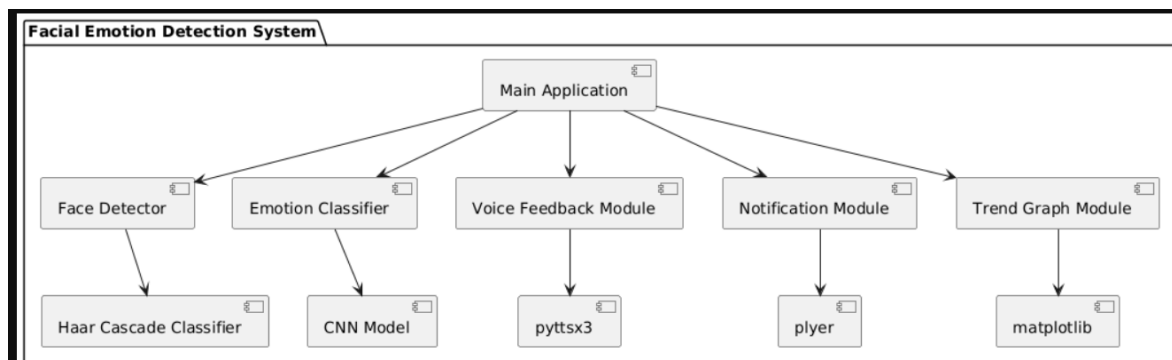 Facial Emotion Detection System
Main Application
Face Detector
Emotion Classifier
Voice Feedback Module
Notification Module
Trend Graph Module
Haar Cascade Classifier
CNN Model
pyttsx3
plyer
matplotlib